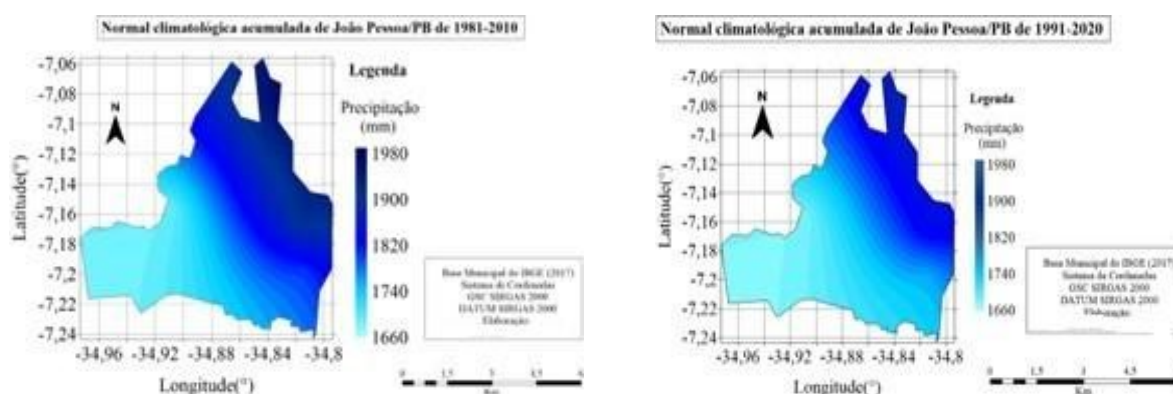 Normal climatológica acumulada de João Pessoa/PB de 1981-2010
-7,06
-7,08
-7,1
-7,12
-7,14
-7,16
-7,18
-7,2
-7,22
-7,24
Latitude(°)
N
-34,96 -34,92 -34,88 -34,84 -34,8
Longitude(°)
Legenda
Precipitação
(mm)
1980
1900
1820
1740
1660
Base Municipal do IBGE (2017)
Sistema de Cordenadas
GSC SIRGAS 2000
DATUM SIRGAS 2000
Elaboração
0 1,5 3 4,5
Km
Normal climatológica acumulada de João Pessoa/PB de 1991-2020
-7,06
-7,08
-7,1
-7,12
-7,14
-7,16
-7,18
-7,2
-7,22
-7,24
Latitude(°)
N
-34,96 -34,92 -34,88 -34,84 -34,8
Longitude(°)
Legenda
Precipitação
(mm)
1980
1900
1820
1740
1660
Base Municipal do IBGE (2017)
Sistema de Cordenadas
GSC SIRGAS 2000
DATUM SIRGAS 2000
Elaboração
0 1,5 3 4,5
Km